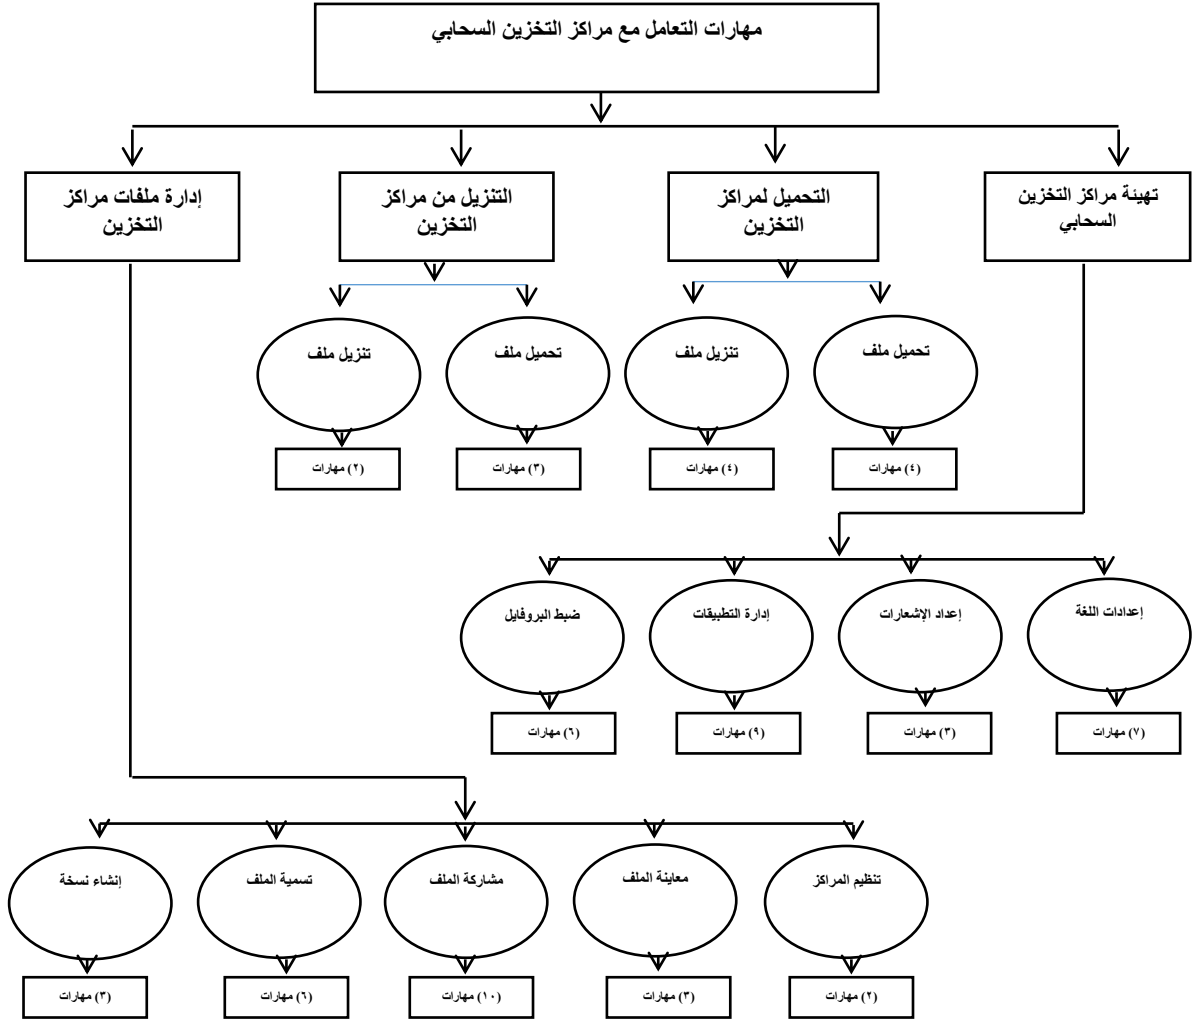 مهارات التعامل مع مراكز التخزين السحابي
تهيئة مراكز التخزين
السحابي
التحميل لمراكز
التخزين
التنزيل من مراكز
التخزين
إدارة ملفات مراكز
التخزين
تحميل ملف
تنزيل ملف
تحميل ملف
تنزيل ملف
(٤) مهارات
(٤) مهارات
(٣) مهارات
(٢) مهارات
إعدادات اللغة
إعداد الإشعارات
إدارة التطبيقات
ضبط البروفايل
(٧) مهارات
(٣) مهارات
(٩) مهارات
(٦) مهارات
تنظيم المراكز
معاينة الملف
مشاركة الملف
تسمية الملف
إنشاء نسخة
(٢) مهارات
(٣) مهارات
(١٠) مهارات
(٦) مهارات
(٣) مهارات